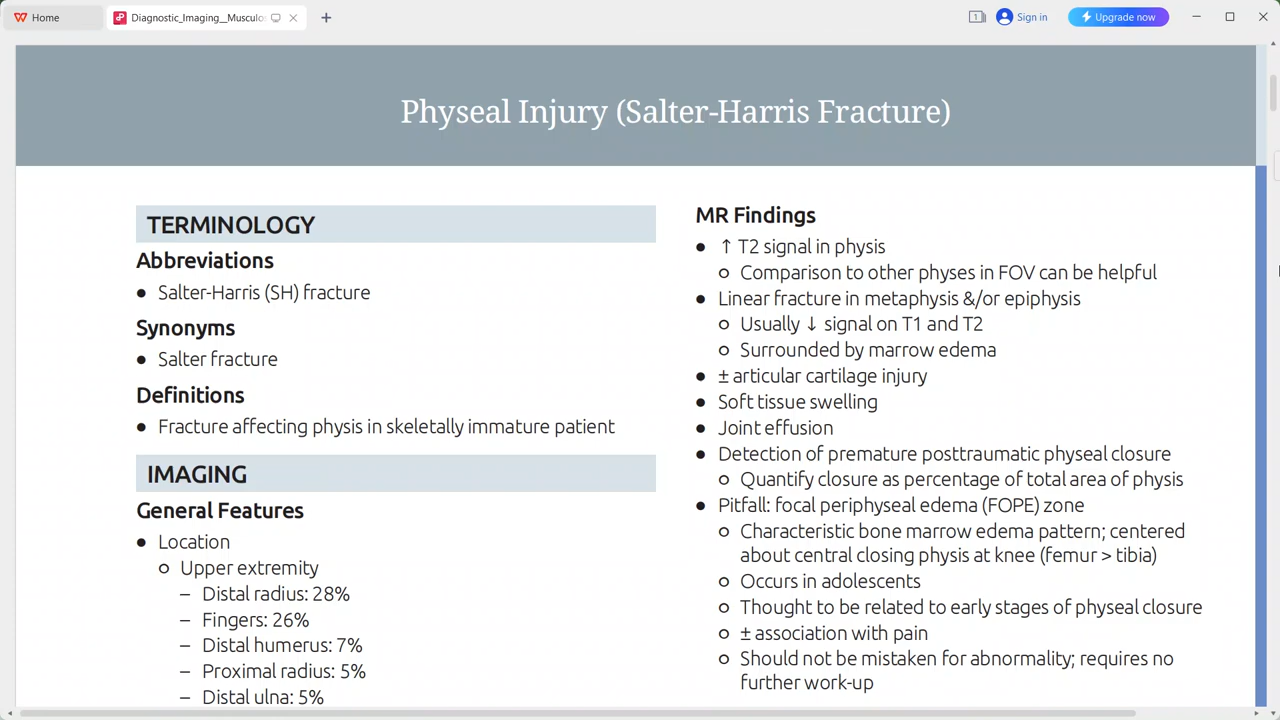 Home
Diagnostic_Imaging__Musculos
1
Sign in
Upgrade now
Physeal Injury (Salter-Harris Fracture)
TERMINOLOGY
Abbreviations
● Salter-Harris (SH) fracture
Synonyms
● Salter fracture
Definitions
● Fracture affecting physis in skeletally immature patient
IMAGING
General Features
● Location
○ Upper extremity
– Distal radius: 28%
– Fingers: 26%
– Distal humerus: 7%
– Proximal radius: 5%
– Distal ulna: 5%
MR Findings
● ↑ T2 signal in physis
○ Comparison to other physes in FOV can be helpful
● Linear fracture in metaphysis &/or epiphysis
○ Usually ↓ signal on T1 and T2
○ Surrounded by marrow edema
● ± articular cartilage injury
● Soft tissue swelling
● Joint effusion
● Detection of premature posttraumatic physeal closure
○ Quantify closure as percentage of total area of physis
● Pitfall: focal periphyseal edema (FOPE) zone
○ Characteristic bone marrow edema pattern; centered
about central closing physis at knee (femur > tibia)
○ Occurs in adolescents
○ Thought to be related to early stages of physeal closure
○ ± association with pain
○ Should not be mistaken for abnormality; requires no
further work-up